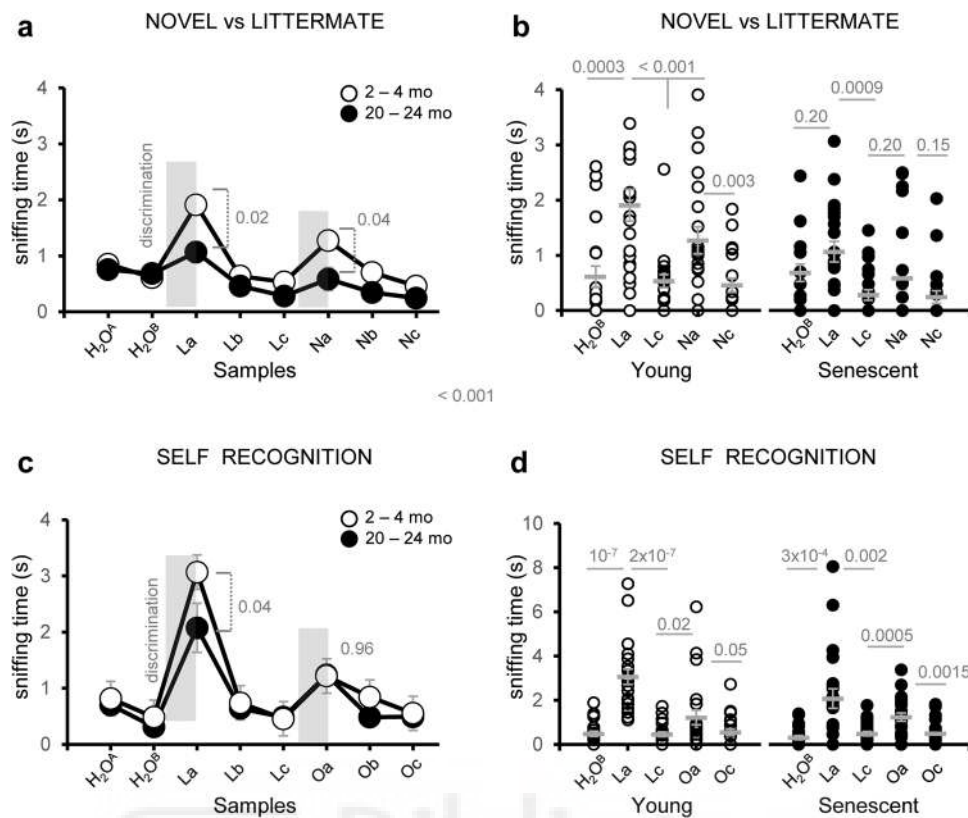 a NOVEL vs LITTERMATE
sniffing time (s)
4
3
2
1
0
2 – 4 mo
20 – 24 mo
discrimination
0.02
0.04
H₂Oᴬ La Lb Lc Na Nb Nc
H₂Oᴮ
Samples
b NOVEL vs LITTERMATE
sniffing time (s)
4
3
2
1
0
0.0003 < 0.001
0.003
0.0009
0.20
0.20 0.15
H₂Oᴮ La Lc Na Nc
Young
H₂Oᴮ La Lc Na Nc
Senescent
< 0.001
c SELF RECOGNITION
sniffing time (s)
4
3
2
1
0
2 – 4 mo
20 – 24 mo
discrimination
0.04
0.96
H₂Oᴬ H₂Oᴮ La Lb Lc Oa Ob Oc
Samples
d SELF RECOGNITION
sniffing time (s)
10
8
6
4
2
0
10⁻⁷ 2x10⁻⁷
0.02
0.05
3x10⁻⁴ 0.002
0.0005
0.0015
H₂Oᴮ La Lc Oa Oc
Young
H₂Oᴮ La Lc Oa Oc
Senescent